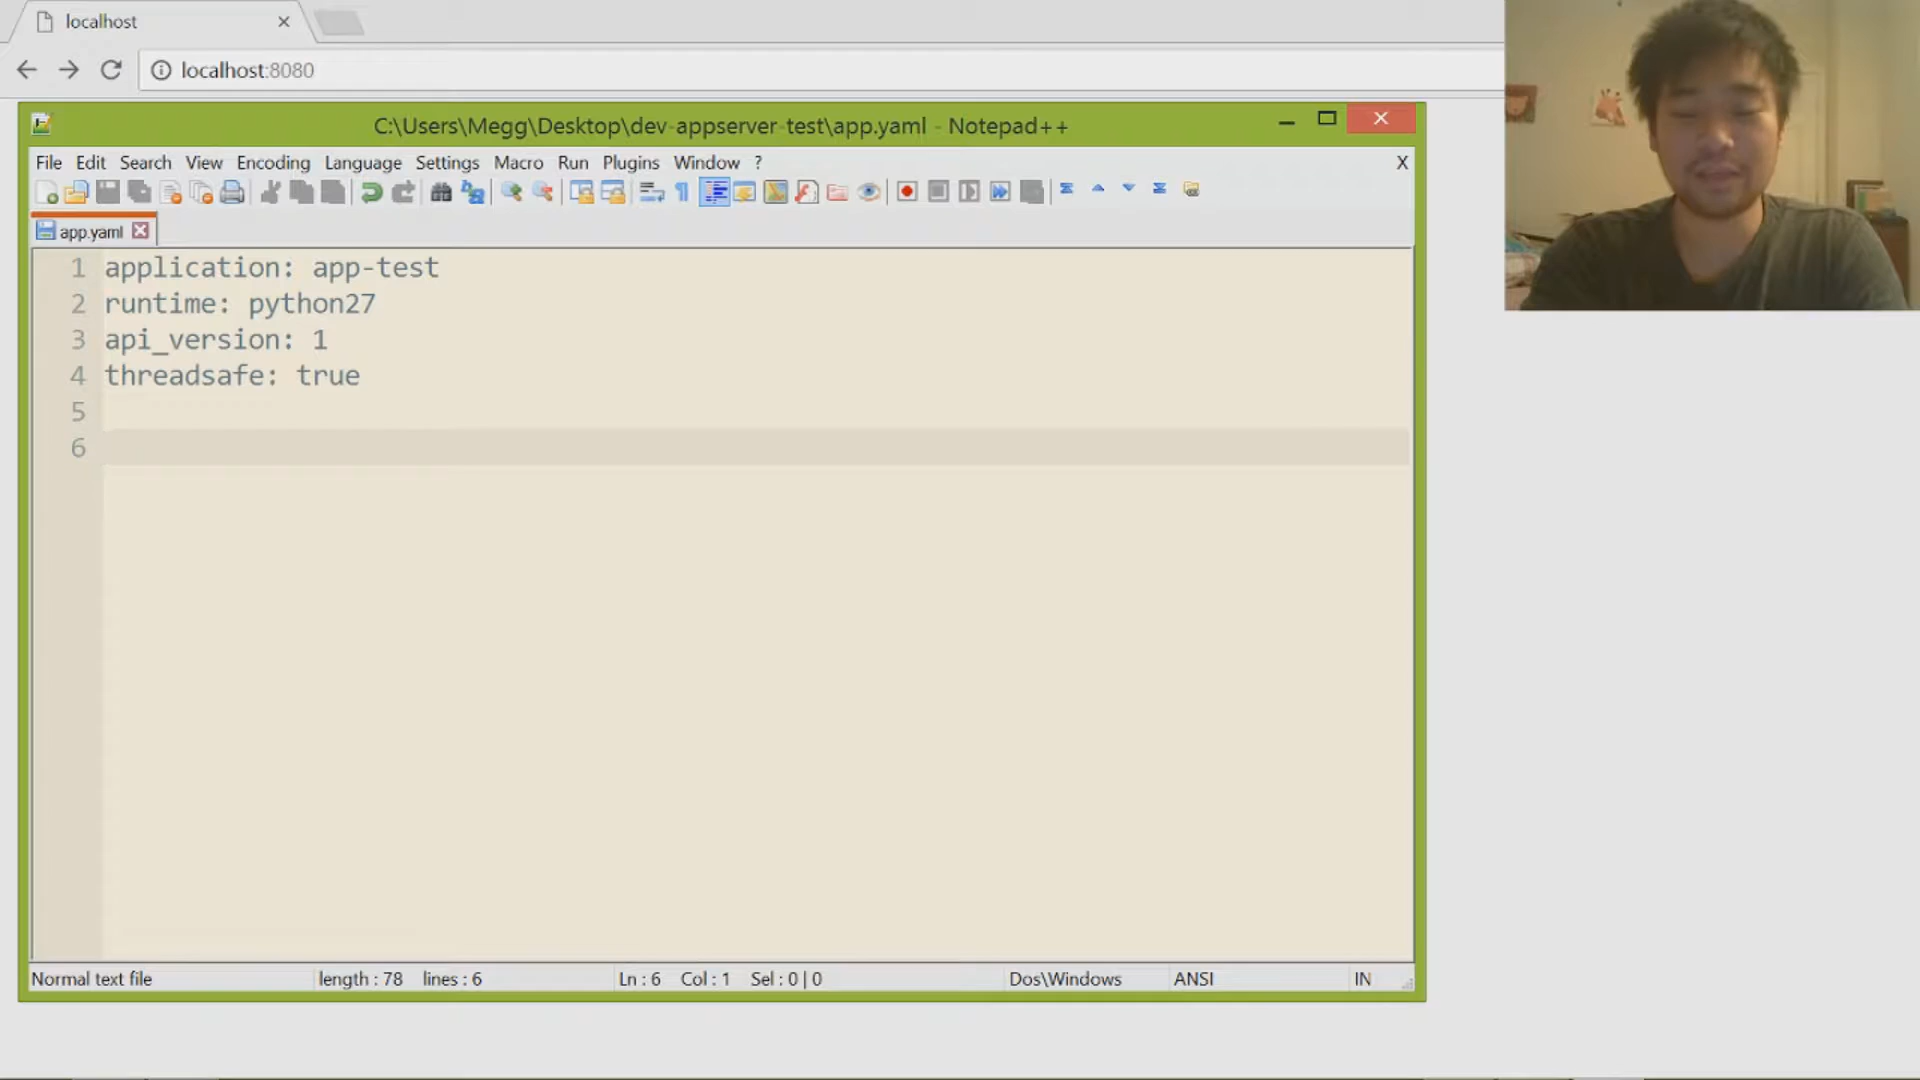 localhost
localhost:8080
C:\Users\Megg\Desktop\dev-appserver-test\app.yaml - Notepad++
File Edit Search View Encoding Language Settings Macro Run Plugins Window ? X
app.yaml
1 application: app-test
2 runtime: python27
3 api_version: 1
4 threadsafe: true
5
6
Normal text file length : 78 lines : 6 Ln : 6 Col : 1 Sel : 0 | 0 Dos\Windows ANSI IN